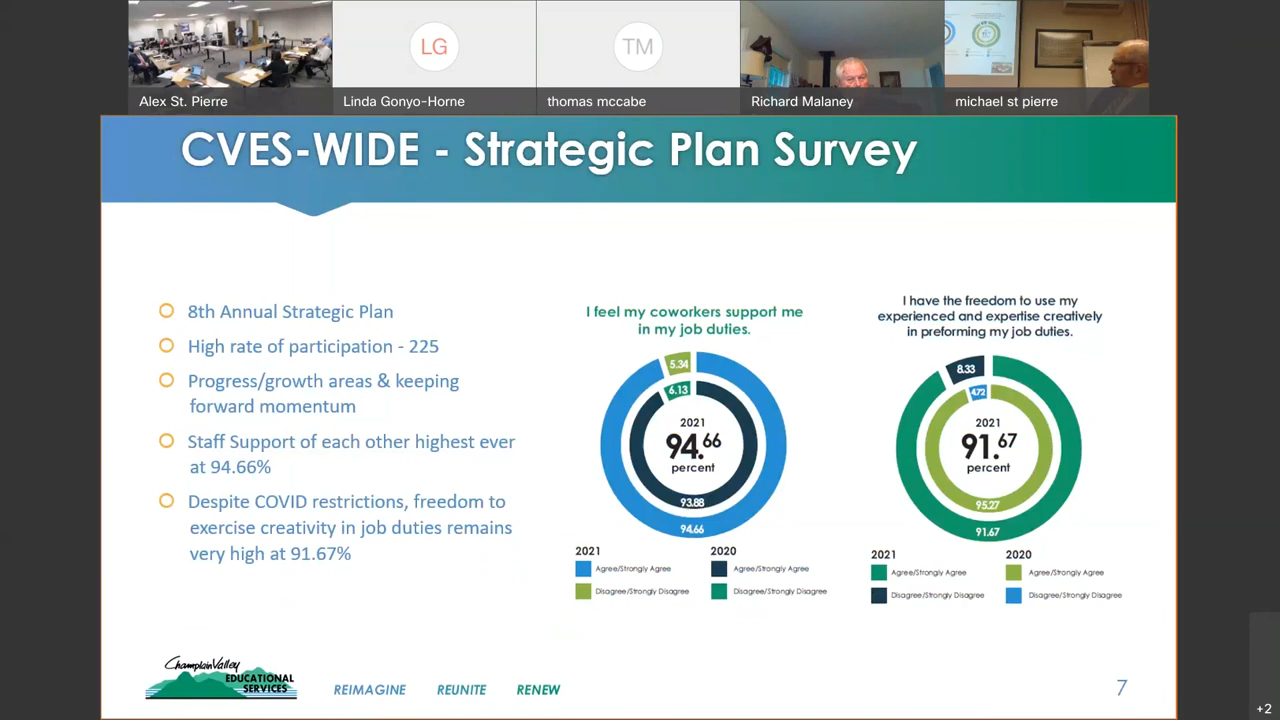 LG
TM
Alex St. Pierre
Linda Gonyo-Horne
thomas mccabe
Richard Malaney
michael st pierre
CVES-WIDE - Strategic Plan Survey
8th Annual Strategic Plan
High rate of participation - 225
Progress/growth areas & keeping
forward momentum
Staff Support of each other highest ever
at 94.66%
Despite COVID restrictions, freedom to
exercise creativity in job duties remains
very high at 91.67%
I feel my coworkers support me
in my job duties.
5.34
6.13
2021
94.66
percent
93.88
94.66
2021
2020
Agree/Strongly Agree
Agree/Strongly Agree
Disagree/Strongly Disagree
Disagree/Strongly Disagree
I have the freedom to use my
experienced and expertise creatively
in preforming my job duties.
8.33
4.72
2021
91.67
percent
95.27
91.67
2021
2020
Agree/Strongly Agree
Agree/Strongly Agree
Disagree/Strongly Disagree
Disagree/Strongly Disagree
Champlain Valley
EDUCATIONAL
SERVICES
REIMAGINE REUNITE RENEW
7
+2